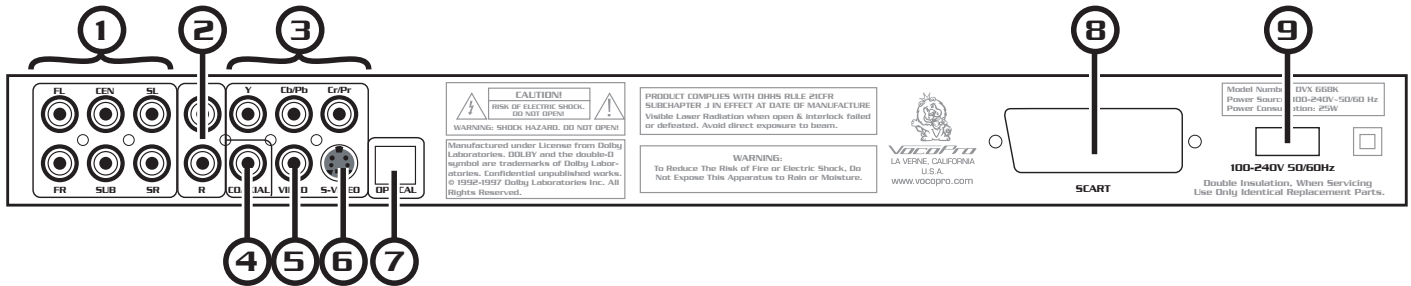 1 2 3 8 9
FL CEN SL Y Cb/Pb Cr/Pr
FR SUB SR R S-VIDEO
CAUTION!
RISK OF ELECTRIC SHOCK.
DO NOT OPEN!
WARNING: SHOCK HAZARD. DO NOT OPEN!
Manufactured under License from Dolby
Laboratories. DOLBY and the double-D
symbol are trademarks of Dolby Labor-
atories. Confidential unpublished works.
© 1992-1997 Dolby Laboratories Inc. All
Rights Reserved.
PRODUCT COMPLIES WITH DHHS RULE 21CFR
SUBCHAPTER J IN EFFECT AT DATE OF MANUFACTURE
Visible Laser Radiation when open & interlock failed
or defeated. Avoid direct exposure to beam.
WARNING:
To Reduce The Risk of Fire or Electric Shock, Do
Not Expose This Apparatus to Rain or Moisture.
VocoPro
LA VERNE, CALIFORNIA
U.S.A.
www.vocopro.com
SCART
Model Number DVX 668K
Power Source 100-240V~50/60 Hz
Power Consumption: 25W
100-240V 50/60Hz
Double Insulation, When Servicing
Use Only Identical Replacement Parts.
4 5 6 7